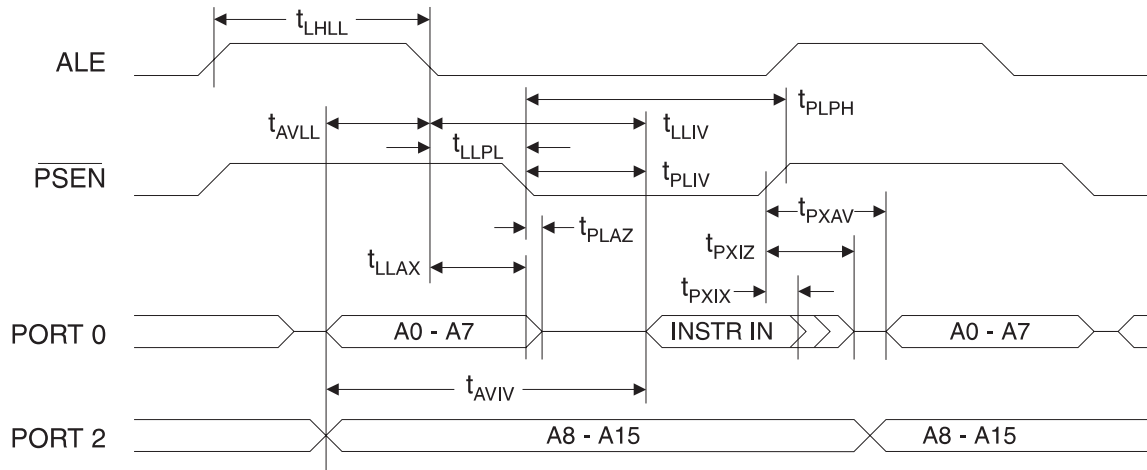 tLHLL
ALE
tPLPH
tAVLL
tLLIV
tLLPL
PSEN
tPLIV
tPXAV
tPLAZ
tPXIZ
tLLAX
tPXIX
PORT 0
A0 - A7
INSTR IN
A0 - A7
tAVIV
PORT 2
A8 - A15
A8 - A15